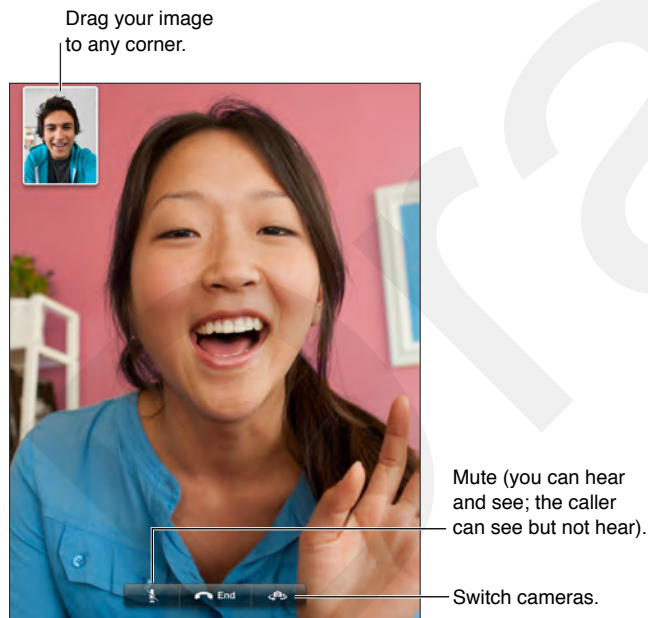 Drag your image
to any corner.
Mute (you can hear
and see; the caller
can see but not hear).
End
Switch cameras.